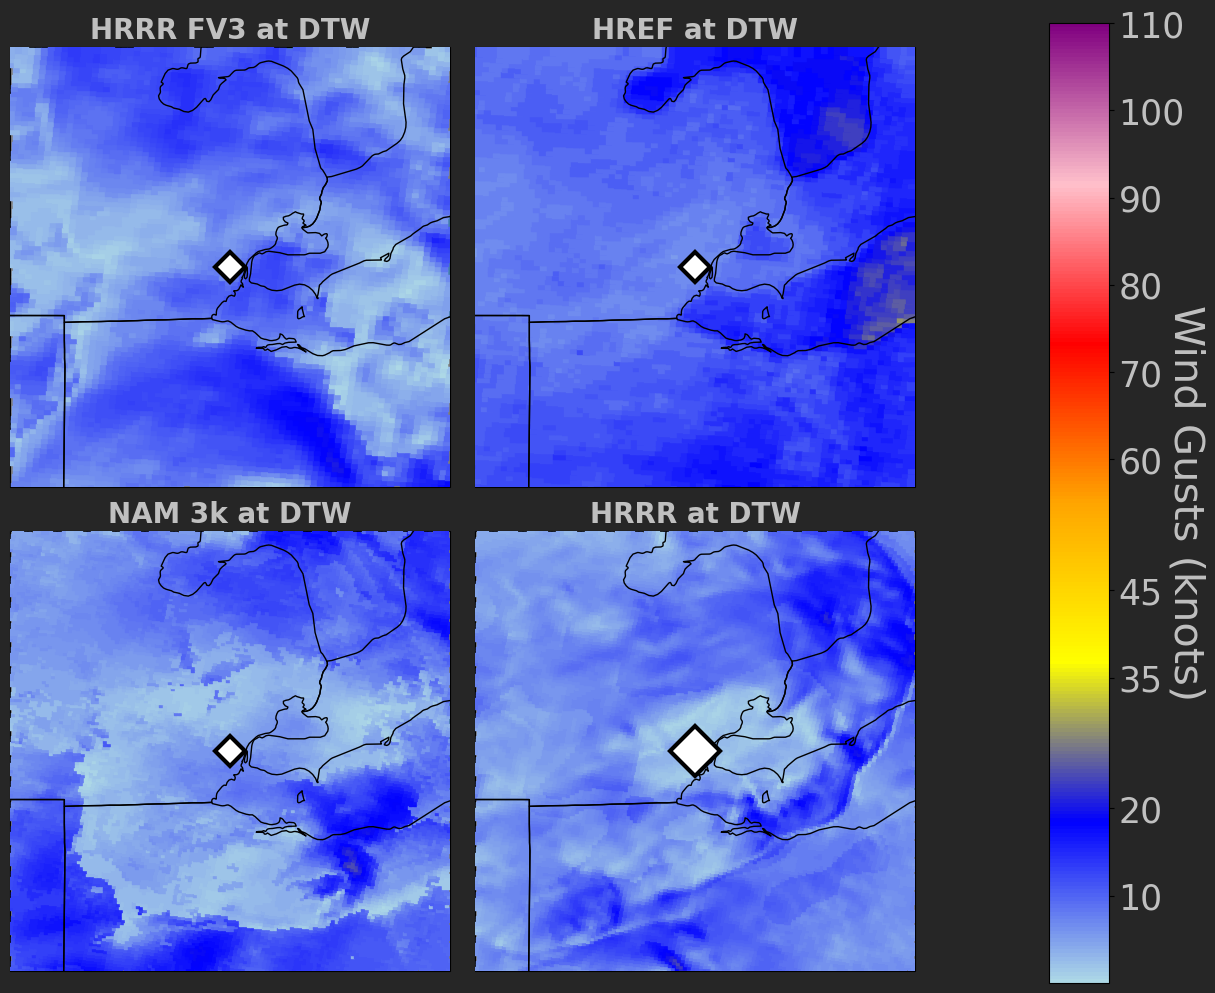 HRRR FV3 at DTW
HREF at DTW
NAM 3k at DTW
HRRR at DTW
110
100
90
80
70
60
45
35
20
10
Wind Gusts (knots)